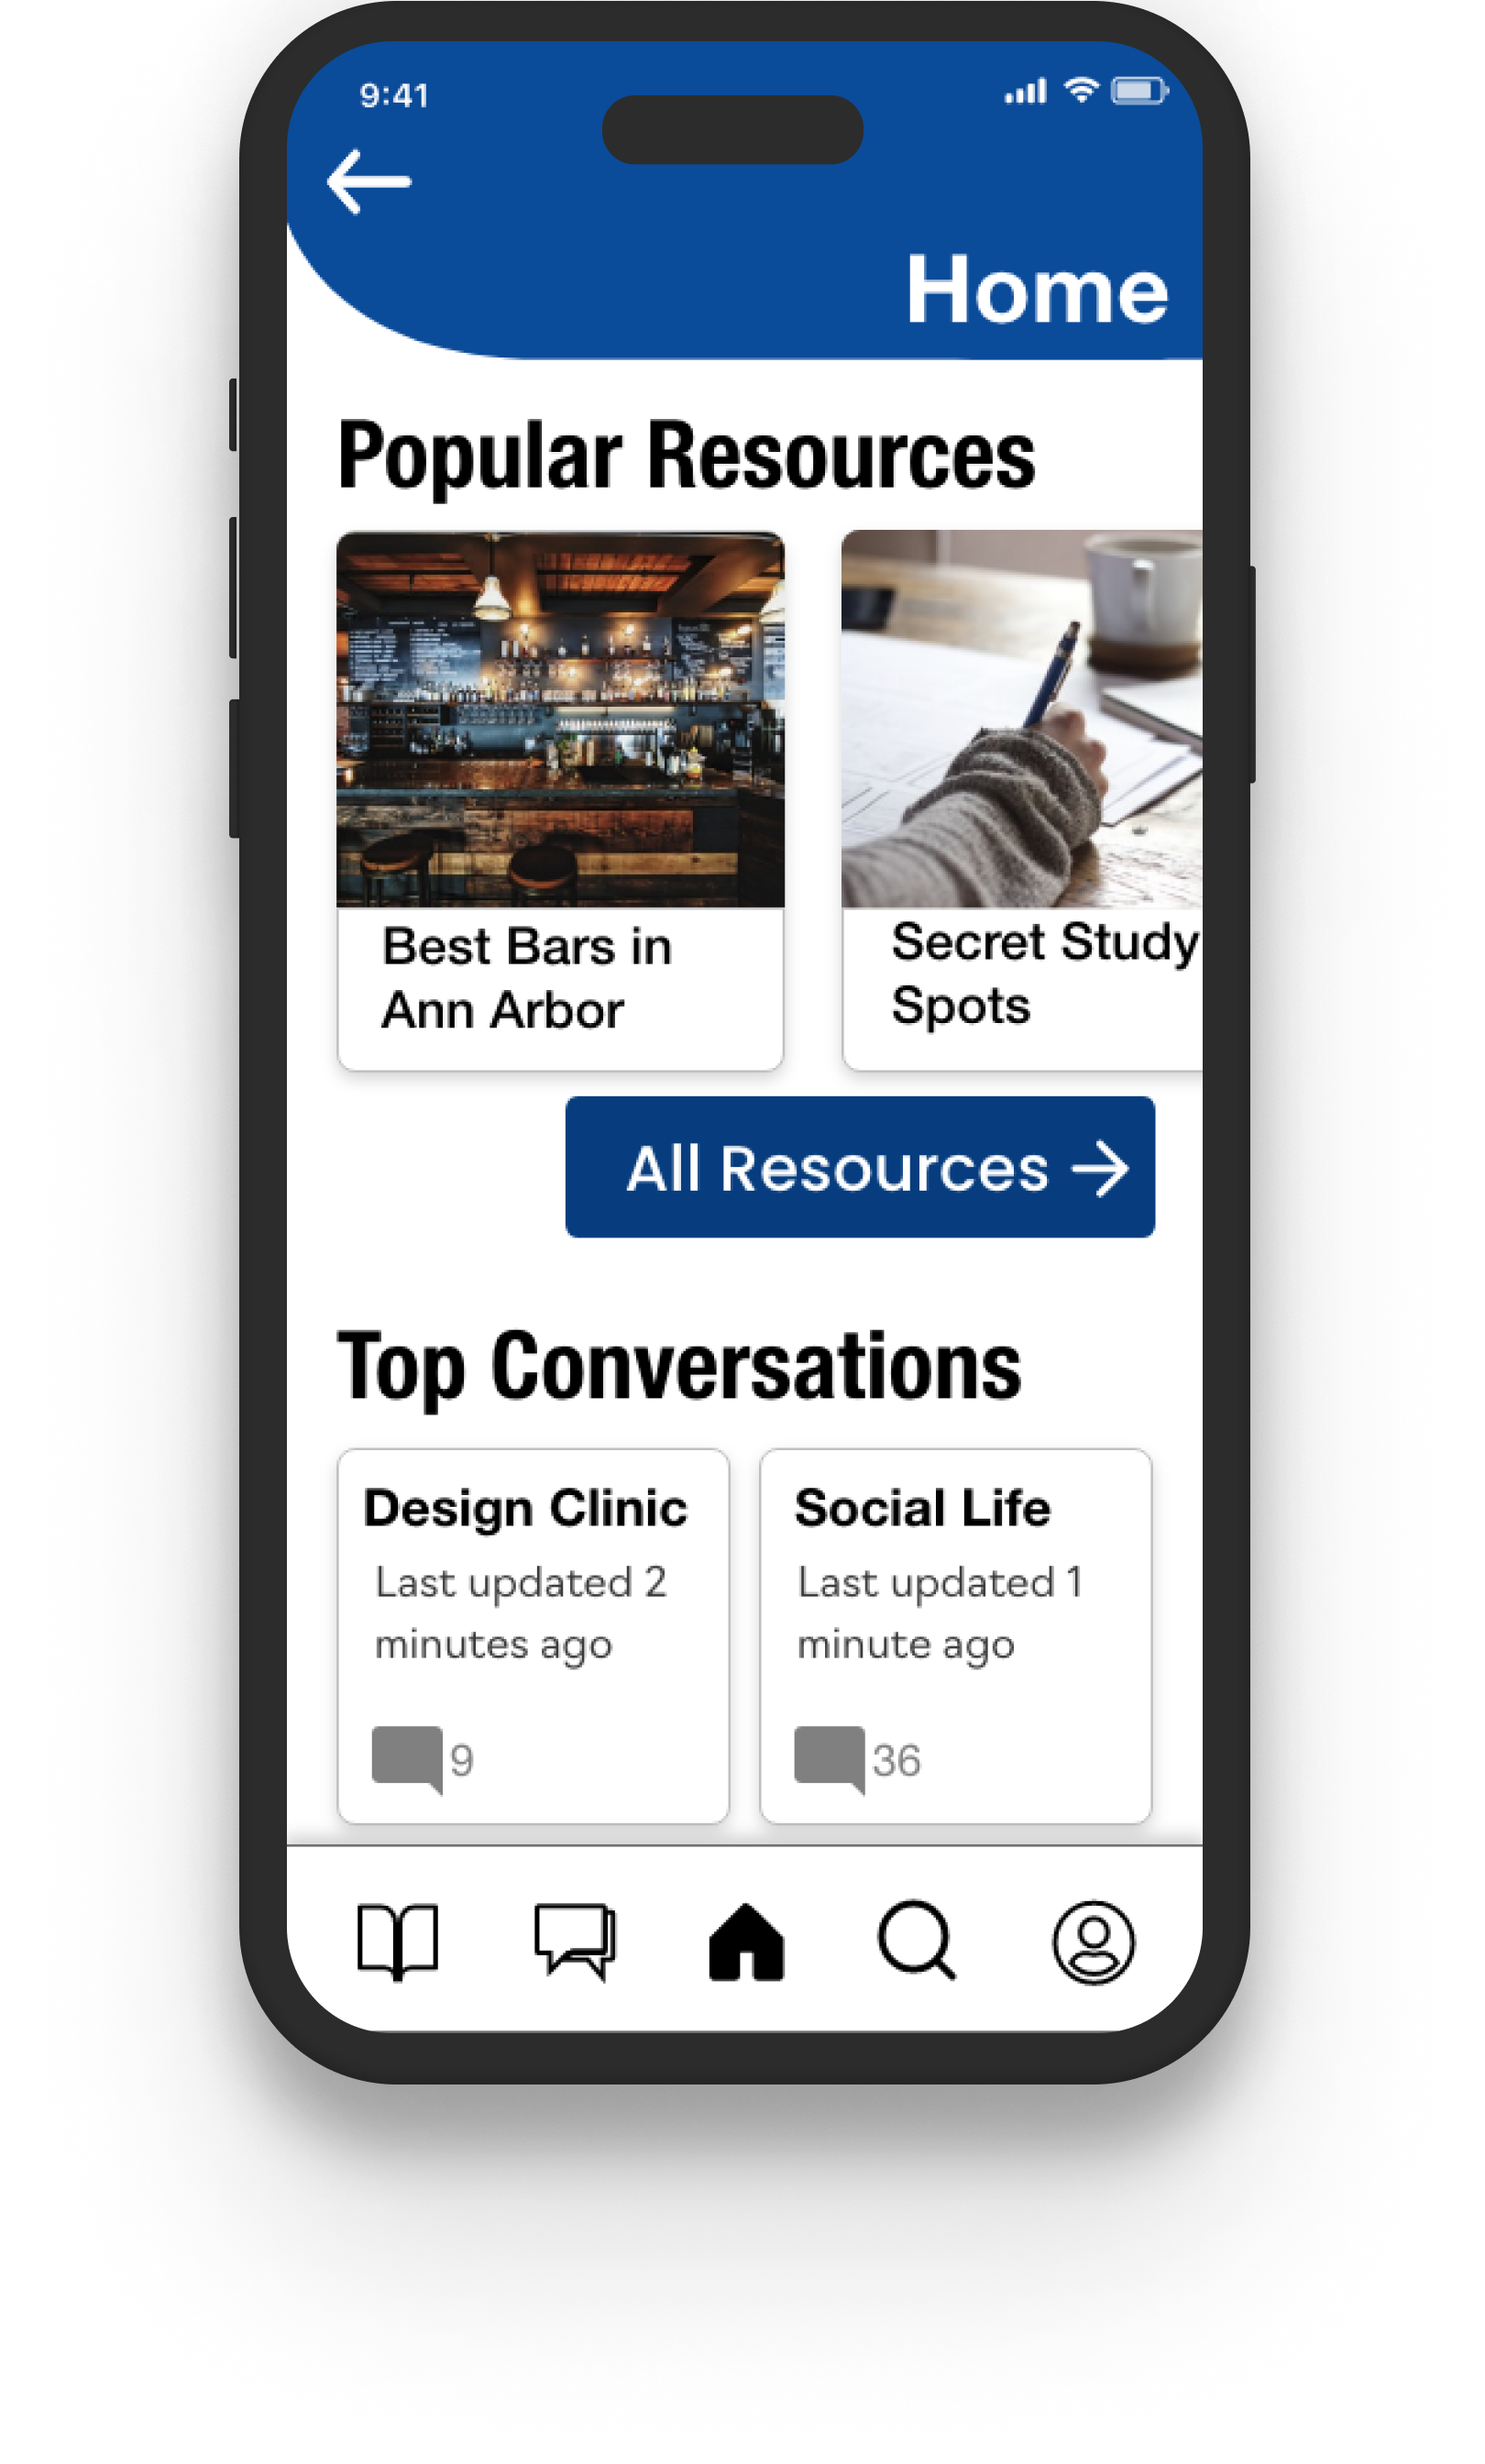 9:41
Home
Popular Resources
Best Bars in
Ann Arbor
Secret Study
Spots
All Resources
Top Conversations
Design Clinic
Last updated 2
minutes ago
9
Social Life
Last updated 1
minute ago
36